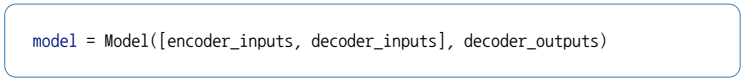 model = Model([encoder_inputs, decoder_inputs], decoder_outputs)